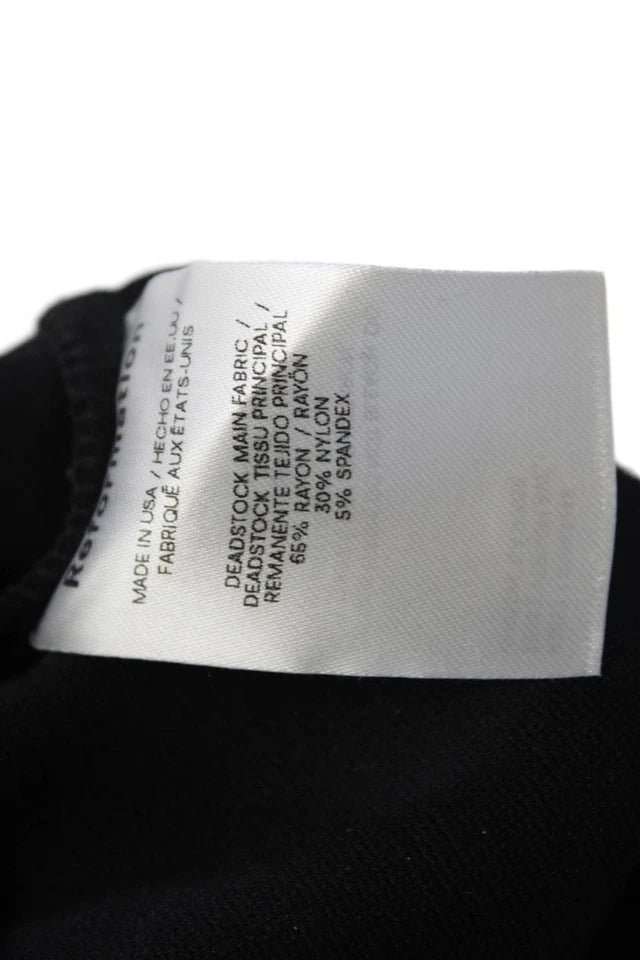 Reformation
MADE IN USA / HECHO EN EE.UU /
FABRIQUÉ AUX ÉTATS-UNIS
DEADSTOCK MAIN FABRIC /
DEADSTOCK TISSU PRINCIPAL /
REMANENTE TEJIDO PRINCIPAL
65% RAYON / RAYÓN
30% NYLON
5% SPANDEX